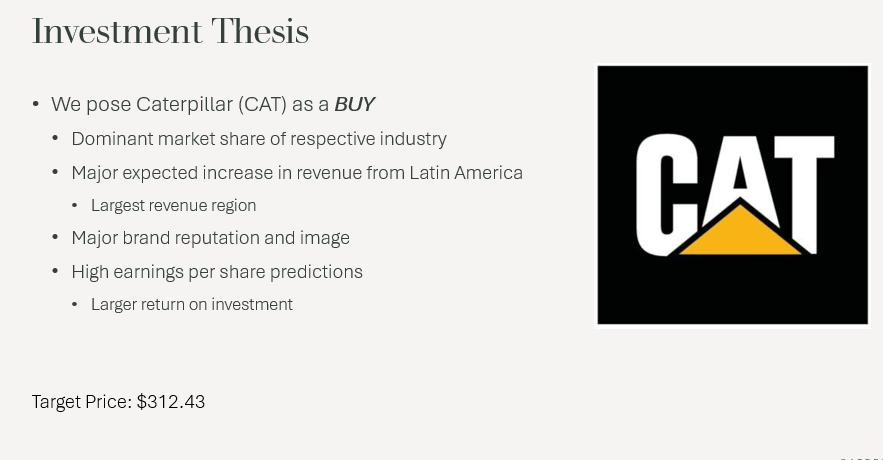 Investment Thesis
• We pose Caterpillar (CAT) as a BUY
• Dominant market share of respective industry
• Major expected increase in revenue from Latin America
• Largest revenue region
• Major brand reputation and image
• High earnings per share predictions
• Larger return on investment
CAT
Target Price: $312.43